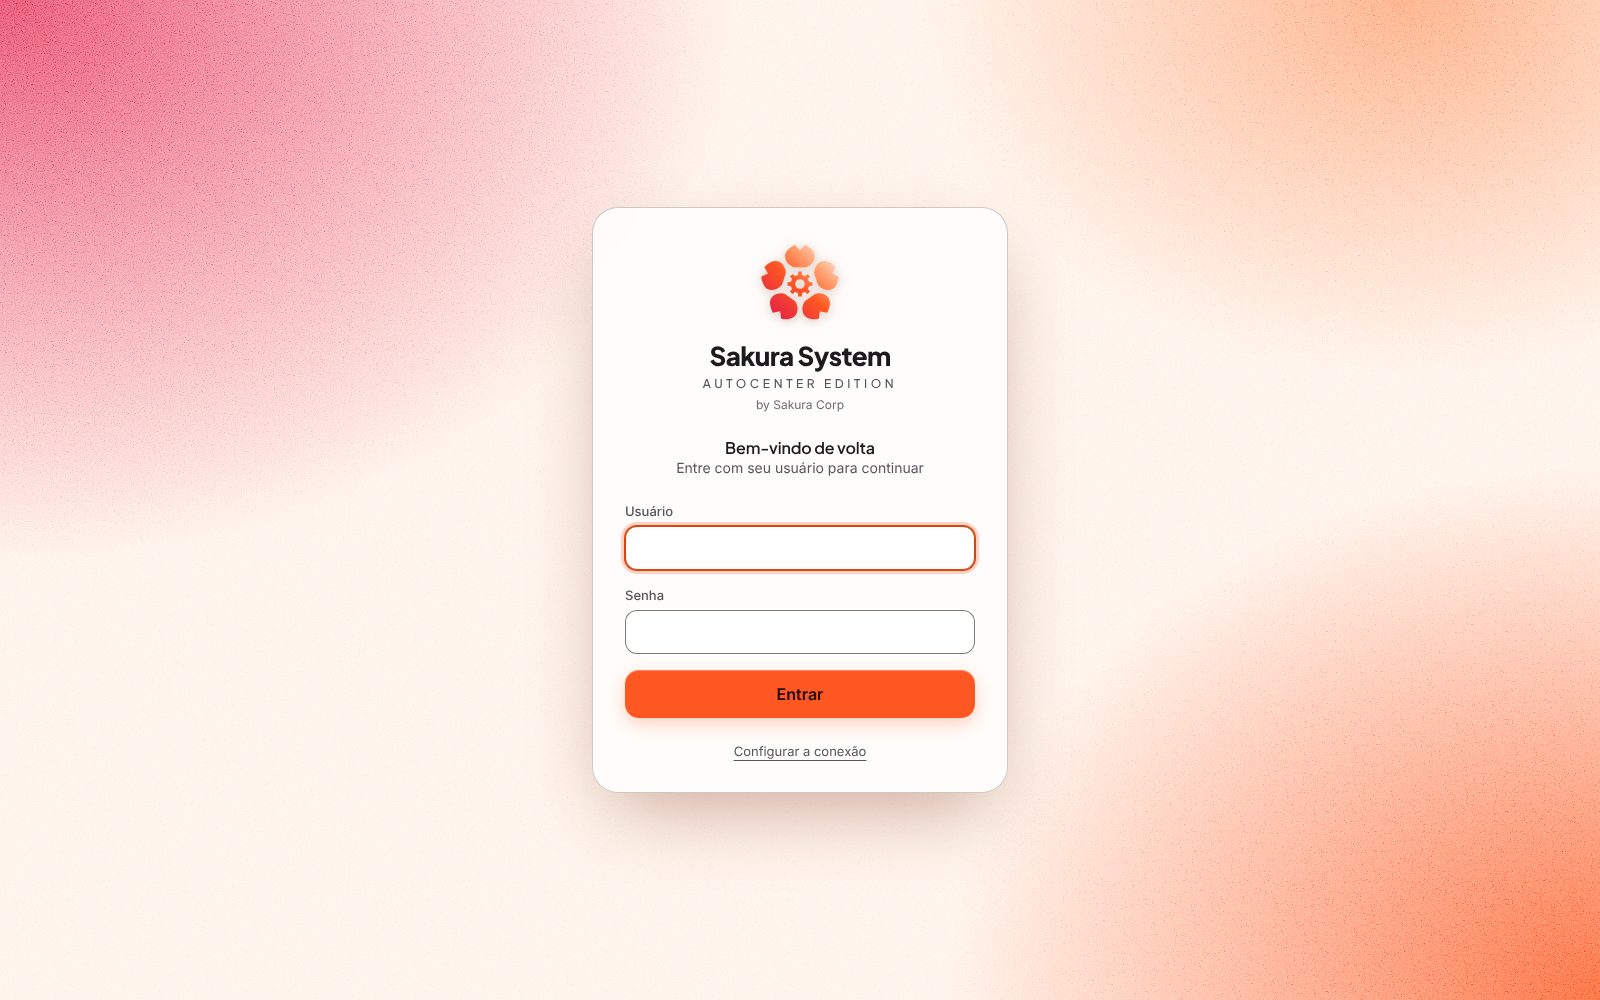 Sakura System
AUTOCENTER EDITION
by Sakura Corp
Bem-vindo de volta
Entre com seu usuário para continuar
Usuário
Senha
Entrar
Configurar a conexão